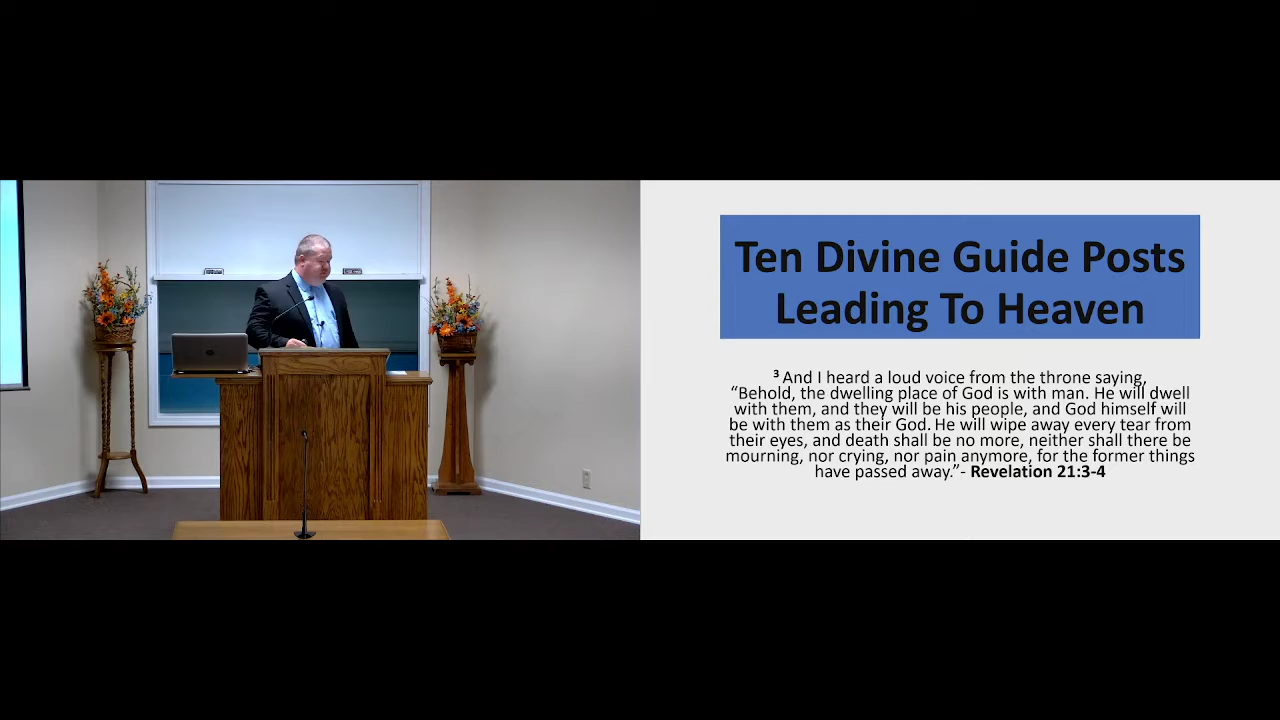 Ten Divine Guide Posts
Leading To Heaven
³ And I heard a loud voice from the throne saying,
“Behold, the dwelling place of God is with man. He will dwell
with them, and they will be his people, and God himself will
be with them as their God. He will wipe away every tear from
their eyes, and death shall be no more, neither shall there be
mourning, nor crying, nor pain anymore, for the former things
have passed away.”- Revelation 21:3-4